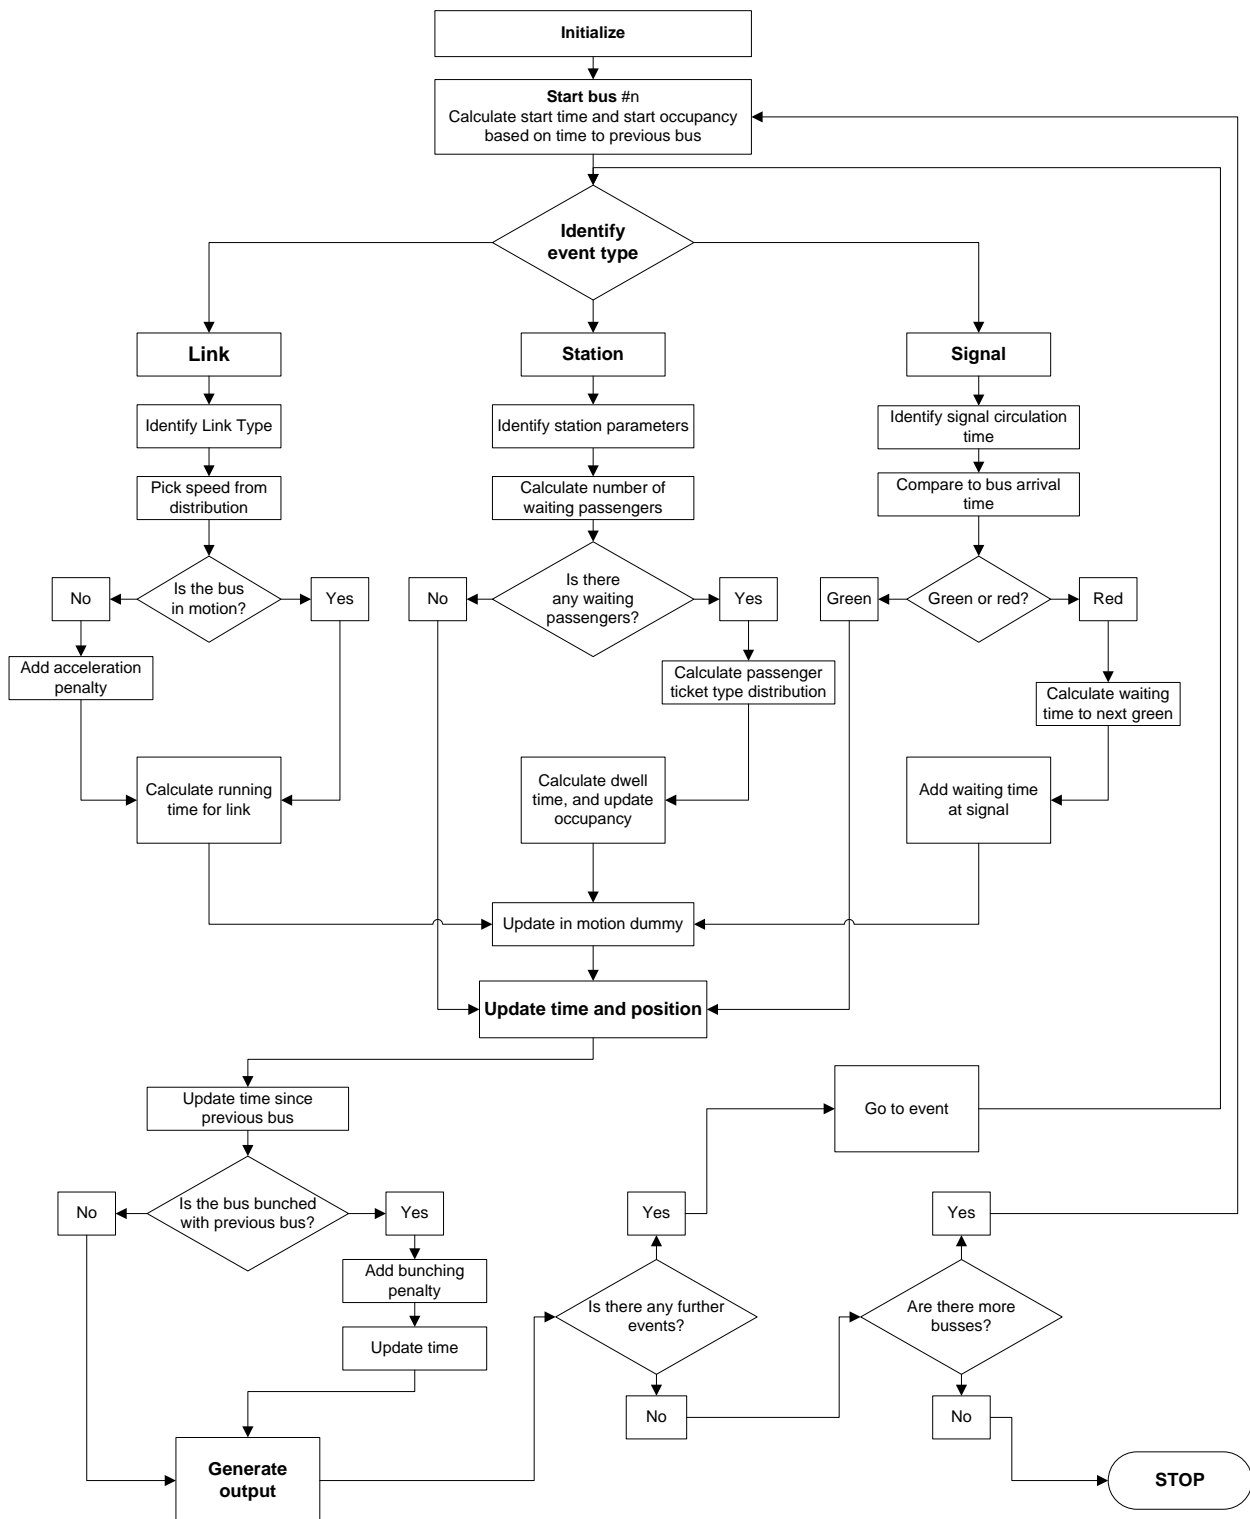 Initialize
Start bus #n
Calculate start time and start occupancy
based on time to previous bus
Identify
event type
Link
Station
Signal
Identify Link Type
Identify station parameters
Identify signal circulation
time
Pick speed from
distribution
Calculate number of
waiting passengers
Compare to bus arrival
time
No
Is the bus
in motion?
Yes
No
Is there
any waiting
passengers?
Yes
Green
Green or red?
Red
Add acceleration
penalty
Calculate passenger
ticket type distribution
Calculate waiting
time to next green
Calculate running
time for link
Calculate dwell
time, and update
occupancy
Add waiting time
at signal
Update in motion dummy
Update time and position
Update time since
previous bus
Go to event
No
Is the bus bunched
with previous bus?
Yes
Yes
Yes
Add bunching
penalty
Is there any further
events?
Are there more
busses?
Update time
No
No
Generate
output
STOP